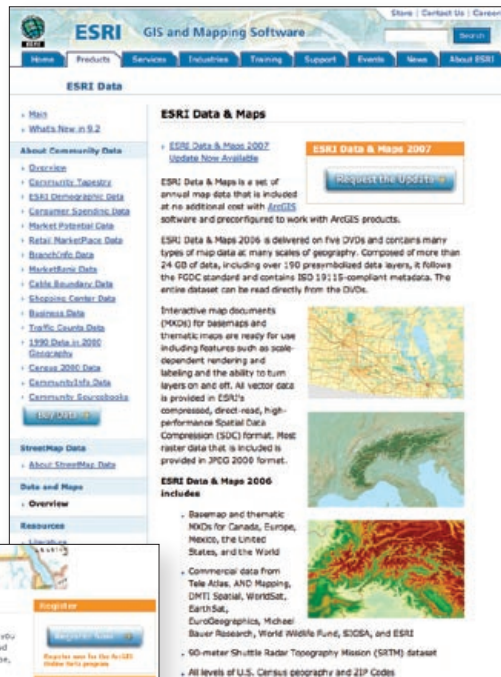 Store | Contact Us | Careers
ESRI
ESRI GIS and Mapping Software
Search
Home Products Services Industries Training Support Events News About ESRI
ESRI Data
Main
What's New in 9.2
About Community Data
Overview
Community Tapestry
ESRI Demographic Data
Consumer Spending Data
Market Potential Data
Retail MarketPlace Data
BranchInfo Data
MarketBank Data
Cable Boundary Data
Shopping Center Data
Business Data
Traffic Counts Data
1990 Data in 2000
Geography
Census 2000 Data
CommunityInfo Data
Community Sourcebooks
Buy Data
StreetMap Data
About StreetMap Data
Data and Maps
Overview
Resources
Literature
ESRI Data & Maps
ESRI Data & Maps 2007
Update Now Available
ESRI Data & Maps 2007
Request the Update
ESRI Data & Maps is a set of
annual map data that is included
at no additional cost with ArcGIS
software and preconfigured to work with ArcGIS products.
ESRI Data & Maps 2006 is delivered on five DVDs and contains many
types of map data at many scales of geography. Composed of more than
24 GB of data, including over 190 presymbolized data layers, it follows
the FGDC standard and contains ISO 19115-compliant metadata. The
entire dataset can be read directly from the DVDs.
Interactive map documents
(MXDs) for basemaps and
thematic maps are ready for use
including features such as scale-
dependent rendering and
labeling and the ability to turn
layers on and off. All vector data
is provided in ESRI's
compressed, direct-read, high-
performance Spatial Data
Compression (SDC) format. Most
raster data that is included is
provided in JPEG 2000 format.
ESRI Data & Maps 2006
includes
Basemap and thematic
MXDs for Canada, Europe,
Mexico, the United
States, and the World
Commercial data from
Tele Atlas, AND Mapping,
DMTI Spatial, WorldSat,
EarthSat,
EuroGeographics, Michael
Bauer Research, World Wildlife Fund, SIGSA, and ESRI
90-meter Shuttle Radar Topography Mission (SRTM) dataset
All levels of U.S. Census geography and ZIP Codes
Register
Register Now
Register now for the ArcGIS
Online beta program
you